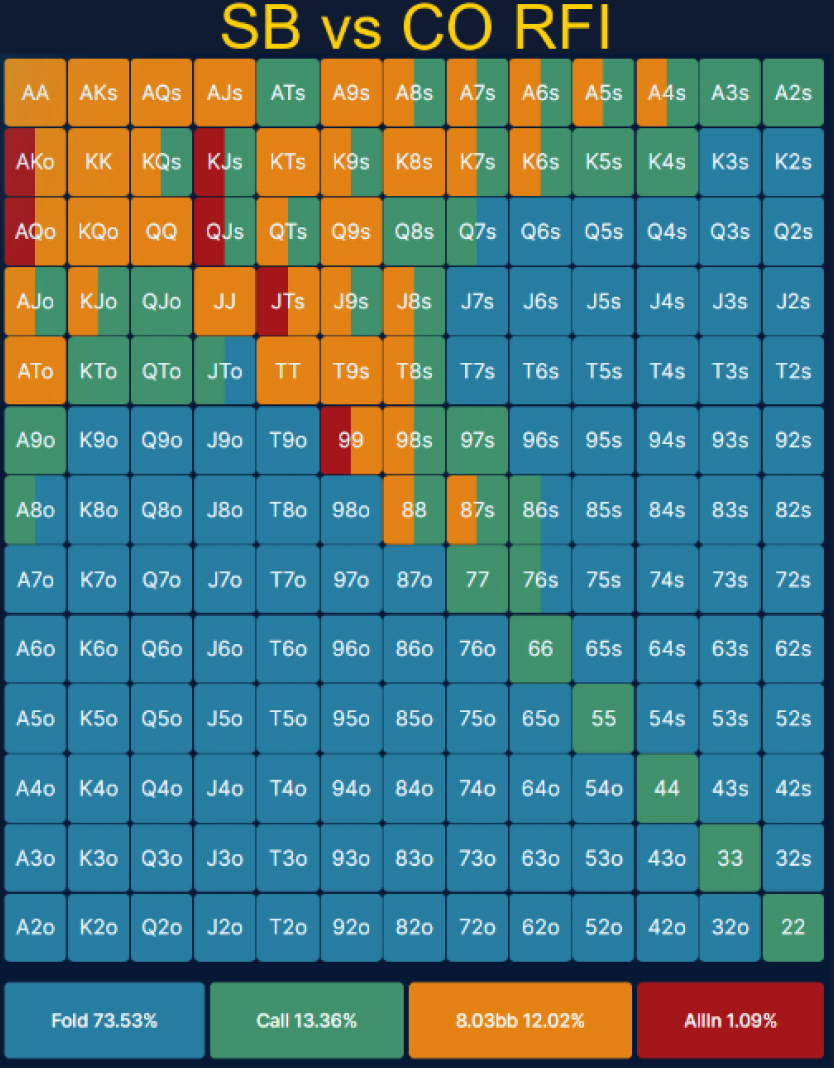 SB vs CO RFI
AA AKs AQs AJs ATs A9s A8s A7s A6s A5s A4s A3s A2s
AKo KK KQs KJs KTs K9s K8s K7s K6s K5s K4s K3s K2s
AQo KQo QQ QJs QTs Q9s Q8s Q7s Q6s Q5s Q4s Q3s Q2s
AJo KJo QJo JJ JTs J9s J8s J7s J6s J5s J4s J3s J2s
ATo KTo QTo JTo TT T9s T8s T7s T6s T5s T4s T3s T2s
A9o K9o Q9o J9o T9o 99 98s 97s 96s 95s 94s 93s 92s
A8o K8o Q8o J8o T8o 98o 88 87s 86s 85s 84s 83s 82s
A7o K7o Q7o J7o T7o 97o 87o 77 76s 75s 74s 73s 72s
A6o K6o Q6o J6o T6o 96o 86o 76o 66 65s 64s 63s 62s
A5o K5o Q5o J5o T5o 95o 85o 75o 65o 55 54s 53s 52s
A4o K4o Q4o J4o T4o 94o 84o 74o 64o 54o 44 43s 42s
A3o K3o Q3o J3o T3o 93o 83o 73o 63o 53o 43o 33 32s
A2o K2o Q2o J2o T2o 92o 82o 72o 62o 52o 42o 32o 22
Fold 73.53% Call 13.36% 8.03bb 12.02% AllIn 1.09%